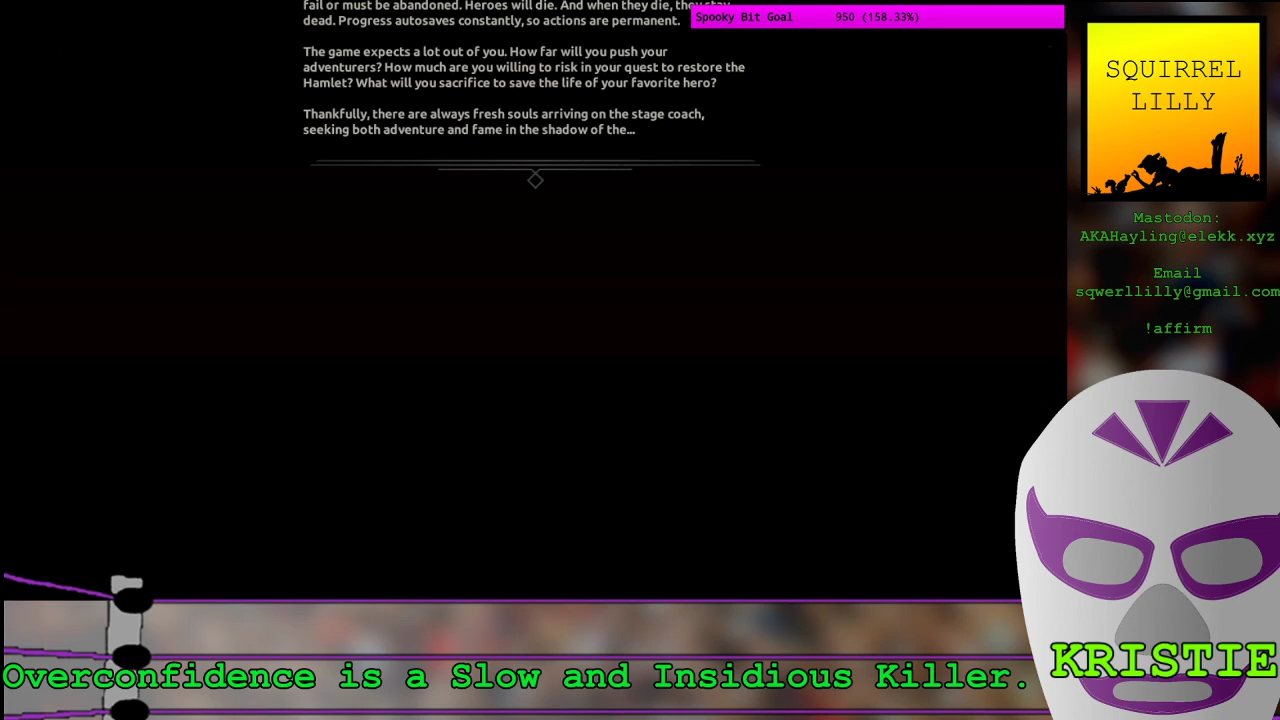 fail or must be abandoned. Heroes will die. And when they die, they stay
dead. Progress autosaves constantly, so actions are permanent.
The game expects a lot out of you. How far will you push your
adventurers? How much are you willing to risk in your quest to restore the
Hamlet? What will you sacrifice to save the life of your favorite hero?
Thankfully, there are always fresh souls arriving on the stage coach,
seeking both adventure and fame in the shadow of the...
Spooky Bit Goal 950 (158.33%)
SQUIRREL
LILLY
Mastodon:
AKAHayling@elekk.xyz
Email
sqwerllilly@gmail.com
!affirm
KRISTIE
Overconfidence is a Slow and Insidious Killer.